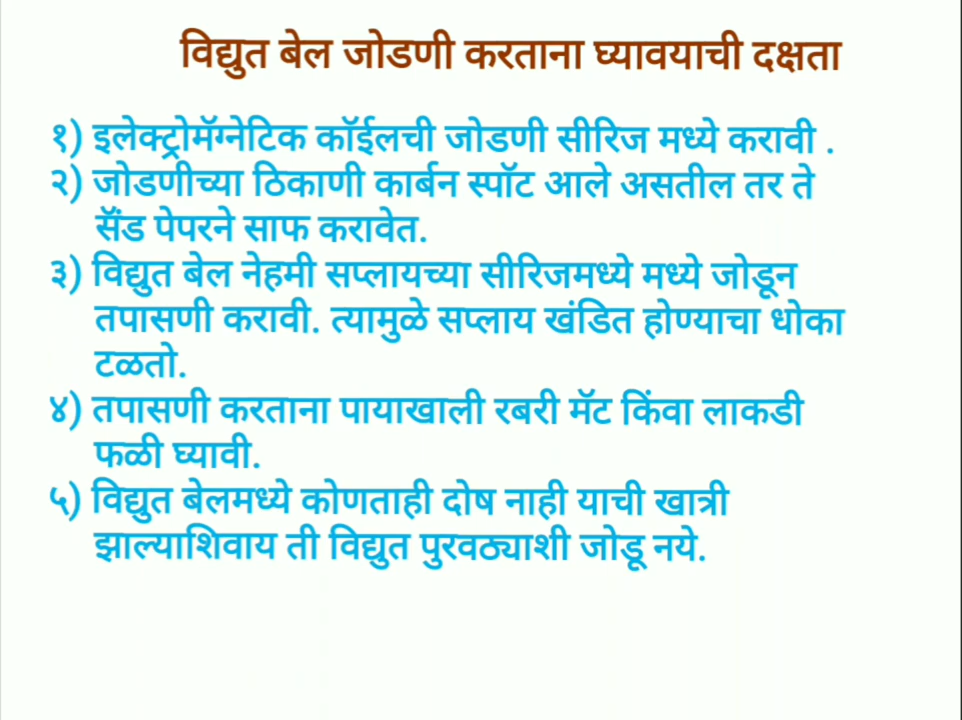 विद्युत बेल जोडणी करताना घ्यावयाची दक्षता
१) इलेक्ट्रोमॅग्नेटिक कॉईलची जोडणी सीरिज मध्ये करावी .
२) जोडणीच्या ठिकाणी कार्बन स्पॉट आले असतील तर ते
सॅंड पेपरने साफ करावेत.
३) विद्युत बेल नेहमी सप्लायच्या सीरिजमध्ये मध्ये जोडून
तपासणी करावी. त्यामुळे सप्लाय खंडित होण्याचा धोका
टळतो.
४) तपासणी करताना पायाखाली रबरी मॅट किंवा लाकडी
फळी घ्यावी.
५) विद्युत बेलमध्ये कोणताही दोष नाही याची खात्री
झाल्याशिवाय ती विद्युत पुरवठ्याशी जोडू नये.